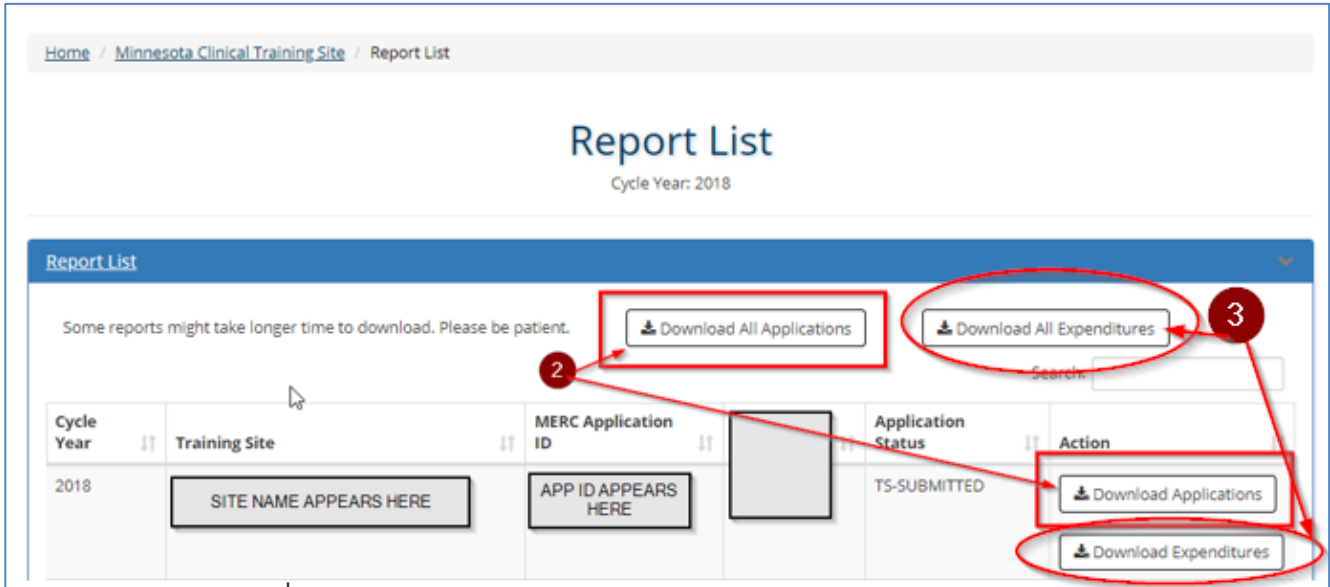 Home / Minnesota Clinical Training Site / Report List
Report List
Cycle Year: 2018
Report List
Some reports might take longer time to download. Please be patient.
Download All Applications
Download All Expenditures
3
2
Search:
Cycle Year
Training Site
MERC Application ID
Application Status
Action
2018
SITE NAME APPEARS HERE
APP ID APPEARS HERE
TS-SUBMITTED
Download Applications
Download Expenditures